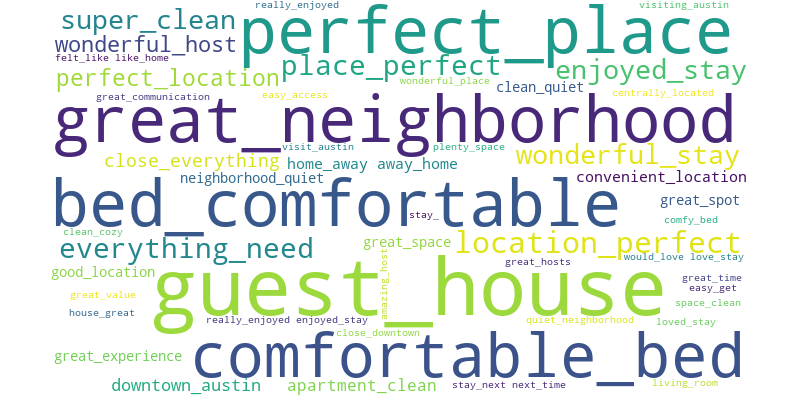 really_enjoyed
visiting_austin
super_clean
perfect_place
wonderful_host
felt_like like_home
place_perfect
enjoyed_stay
perfect_location
wonderful_place
clean_quiet
great_communication
easy_access
centrally_located
great_neighborhood
visit_austin
plenty_space
close_everything
home_away away_home
wonderful_stay
neighborhood_quiet
convenient_location
bed_comfortable
great_spot
stay_
comfy_bed
clean_cozy
everything_need
great_space
location_perfect
amazing_host
would_love love_stay
good_location
great_hosts
guest_house
great_time
easy_get
great_value
space_clean
house_great
really_enjoyed enjoyed_stay
quiet_neighborhood
loved_stay
close_downtown
great_experience
comfortable_bed
downtown_austin
apartment_clean
stay_next next_time
living_room